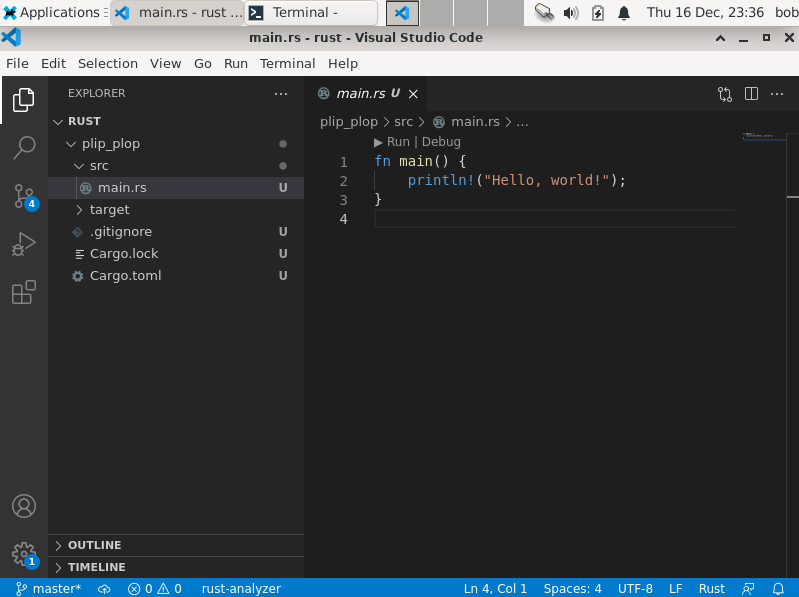 Applications main.rs - rust ... Terminal - Thu 16 Dec, 23:36 bob
main.rs - rust - Visual Studio Code
File Edit Selection View Go Run Terminal Help
EXPLORER
RUST
plip_plop
src
main.rs U
target
.gitignore U
Cargo.lock U
Cargo.toml U
OUTLINE
TIMELINE
4
1
main.rs U
plip_plop > src > main.rs > ...
Run | Debug
1 fn main() {
2 println!("Hello, world!");
3 }
4
master* 0 0 rust-analyzer Ln 4, Col 1 Spaces: 4 UTF-8 LF Rust